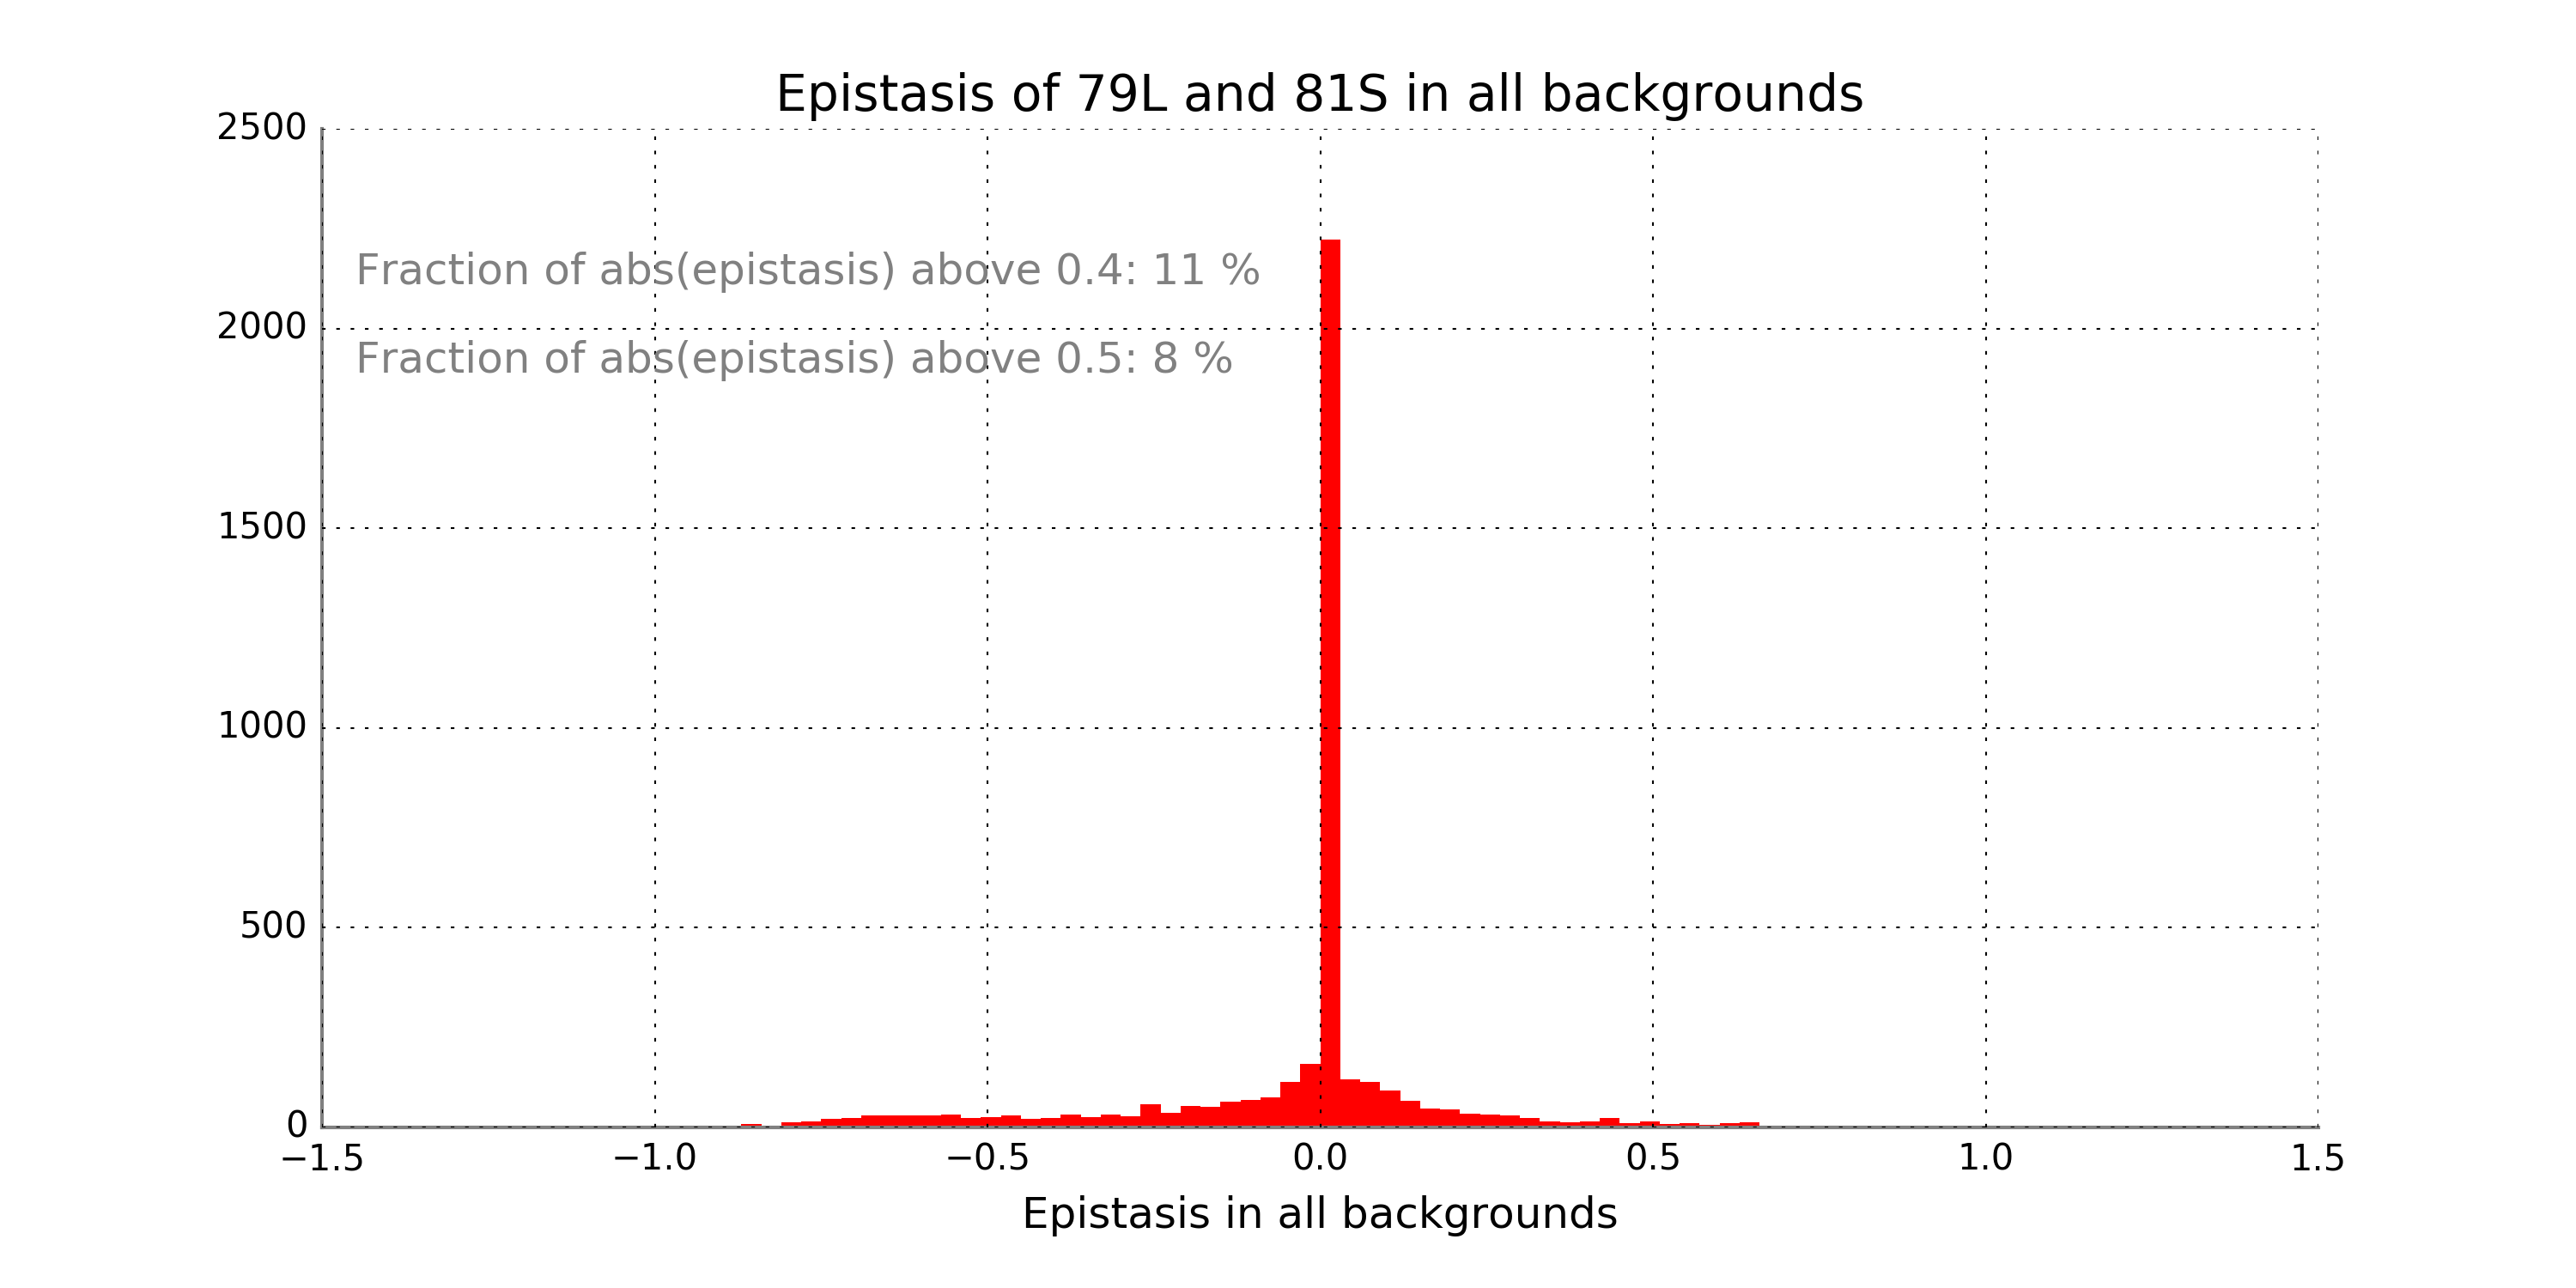 Epistasis of 79L and 81S in all backgrounds
2500
Fraction of abs(epistasis) above 0.4: 11 %
2000
Fraction of abs(epistasis) above 0.5: 8 %
1500
1000
500
0
−1.5 −1.0 −0.5 0.0 0.5 1.0 1.5
Epistasis in all backgrounds